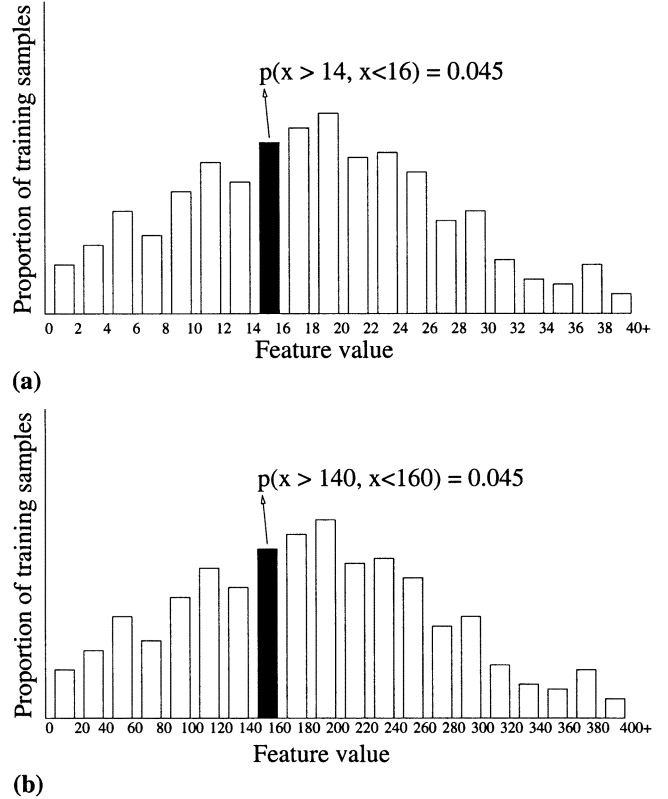 Proportion of training samples
p(x > 14, x<16) = 0.045
0 2 4 6 8 10 12 14 16 18 20 22 24 26 28 30 32 34 36 38 40+
Feature value
(a)
Proportion of training samples
p(x > 140, x<160) = 0.045
0 20 40 60 80 100 120 140 160 180 200 220 240 260 280 300 320 340 360 380 400+
Feature value
(b)